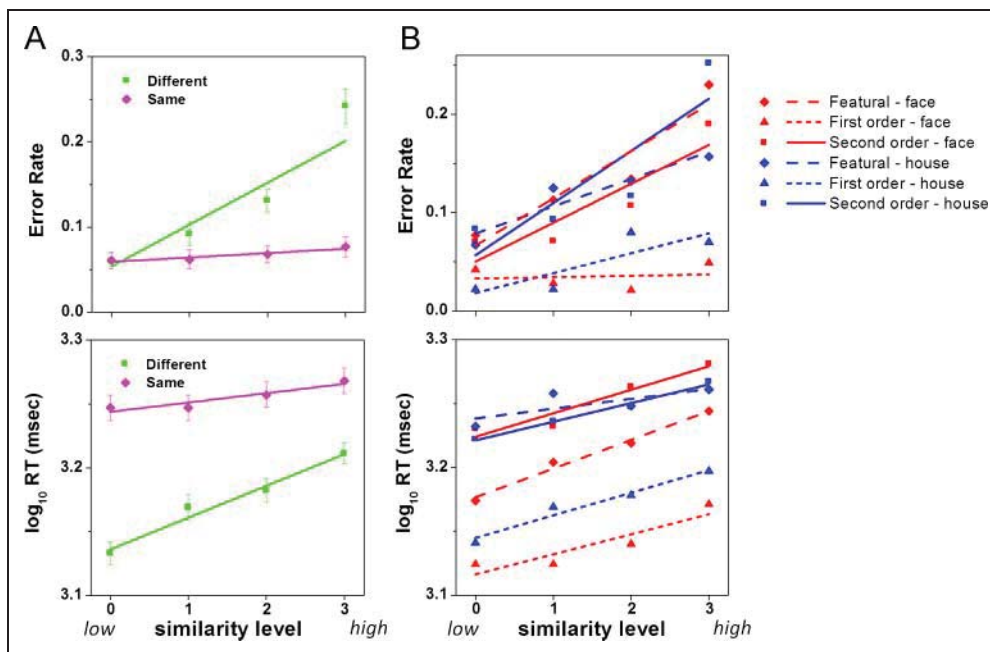 A
B
0.3
0.2
0.1
0.0
Error Rate
Different
Same
Featural - face
First order - face
Second order - face
Featural - house
First order - house
Second order - house
0.2
0.1
0.0
Error Rate
3.3
3.2
3.1
log10 RT (msec)
Different
Same
0 1 2 3
low similarity level high
3.3
3.2
3.1
log10 RT (msec)
0 1 2 3
low similarity level high